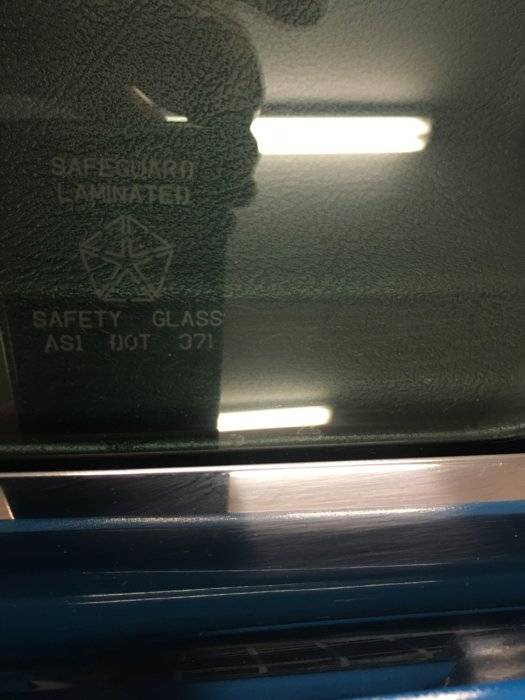 SAFEGUARD
LAMINATED
SAFETY GLASS
AS1 DOT 371